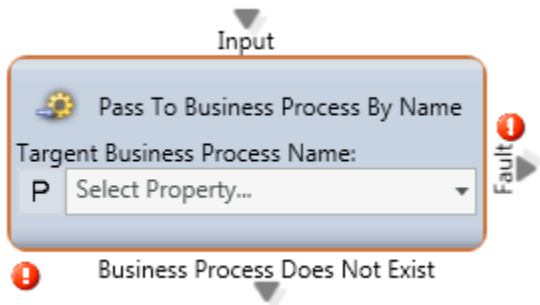 Input
Pass To Business Process By Name
Targent Business Process Name:
P Select Property...
Fault
Business Process Does Not Exist